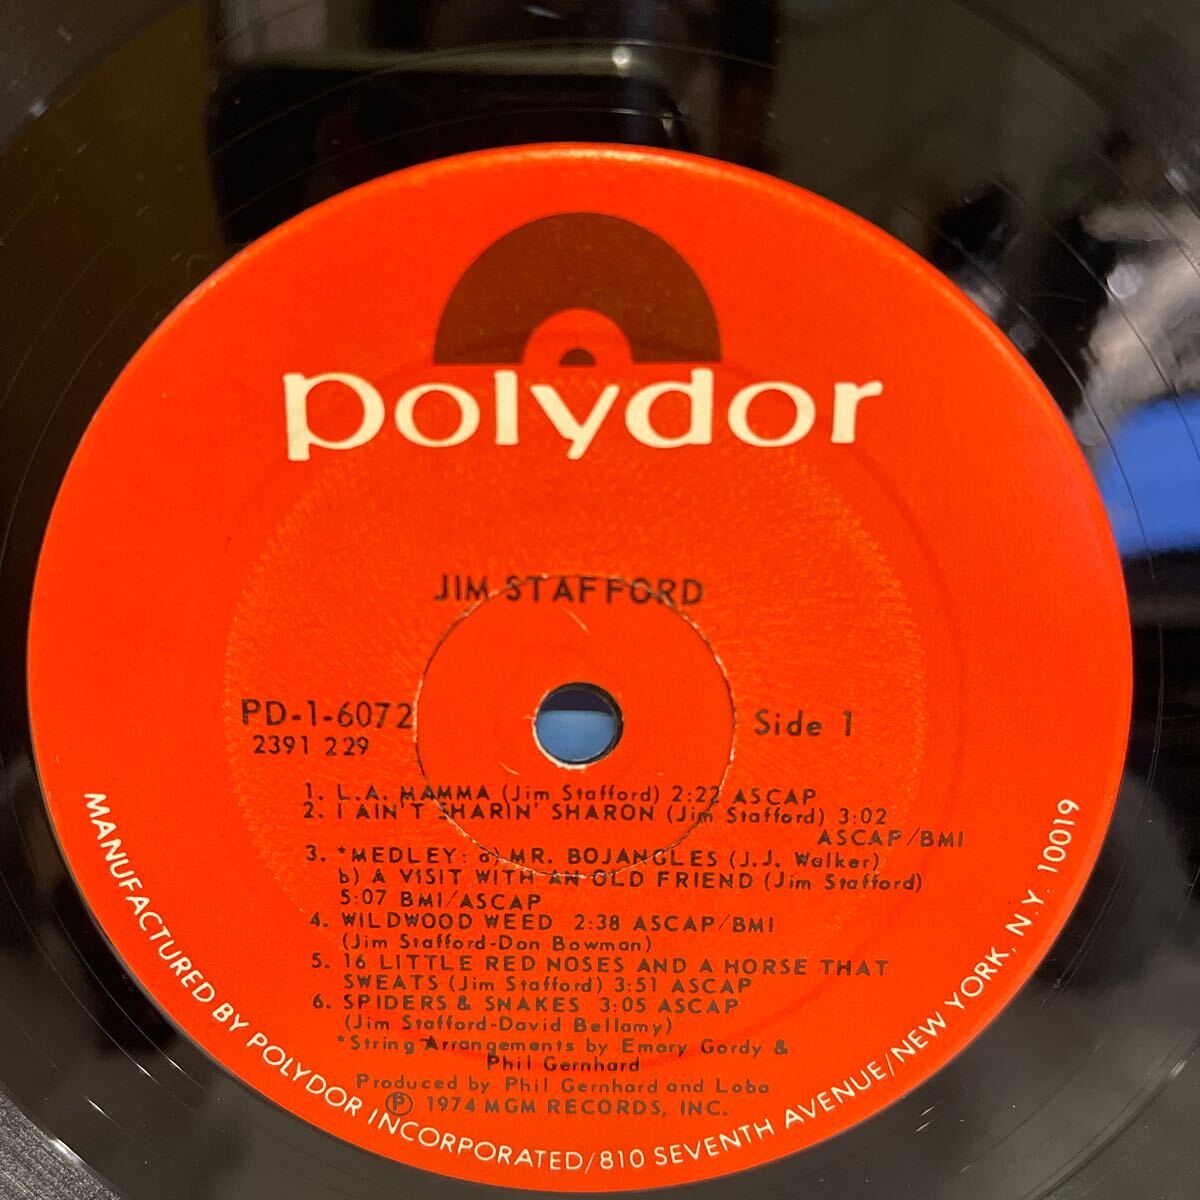 polydor
JIM STAFFORD
PD-1-6072
2391 229
Side 1
1. L.A. MAMMA (Jim Stafford) 2:22 ASCAP
2. I AIN'T SHARIN' SHARON (Jim Stafford) 3:02
ASCAP/BMI
3. *MEDLEY: a) MR. BOJANGLES (J.J. Walker)
b) A VISIT WITH AN OLD FRIEND (Jim Stafford)
5:07 BMI/ASCAP
4. WILDWOOD WEED 2:38 ASCAP/BMI
(Jim Stafford-Don Bowman)
5. 16 LITTLE RED NOSES AND A HORSE THAT
SWEATS (Jim Stafford) 3:51 ASCAP
6. SPIDERS & SNAKES 3:05 ASCAP
(Jim Stafford-David Bellamy)
*String Arrangements by Emory Gordy &
Phil Gernhard
Produced by Phil Gernhard and Lobo
Ⓟ 1974 MGM RECORDS, INC.
MANUFACTURED BY POLYDOR INCORPORATED/810 SEVENTH AVENUE/NEW YORK, N.Y. 10019